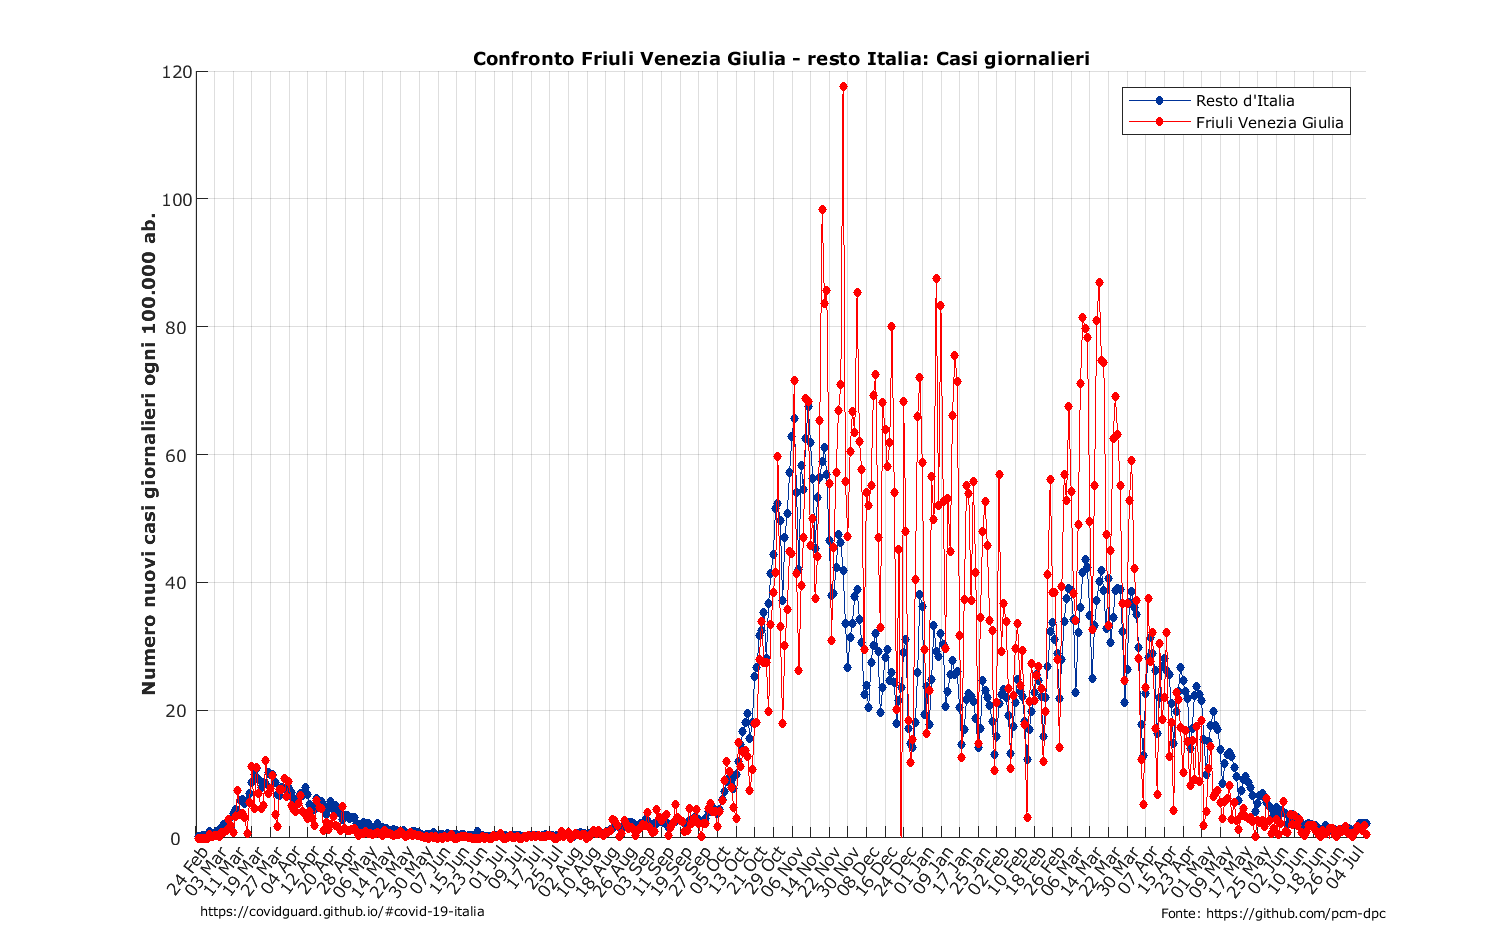 Confronto Friuli Venezia Giulia - resto Italia: Casi giornalieri
Resto d'Italia
Friuli Venezia Giulia
Numero nuovi casi giornalieri ogni 100.000 ab.
120
100
80
60
40
20
0
24 Feb
03 Mar
11 Mar
19 Mar
27 Mar
04 Apr
12 Apr
20 Apr
28 Apr
06 May
14 May
22 May
30 May
07 Jun
15 Jun
23 Jun
01 Jul
09 Jul
17 Jul
25 Jul
02 Aug
10 Aug
18 Aug
26 Aug
03 Sep
11 Sep
19 Sep
27 Sep
05 Oct
13 Oct
21 Oct
29 Oct
06 Nov
14 Nov
22 Nov
30 Nov
08 Dec
16 Dec
24 Dec
01 Jan
09 Jan
17 Jan
25 Jan
02 Feb
10 Feb
18 Feb
26 Feb
06 Mar
14 Mar
22 Mar
30 Mar
07 Apr
15 Apr
23 Apr
01 May
09 May
17 May
25 May
02 Jun
10 Jun
18 Jun
26 Jun
04 Jul
https://covidguard.github.io/#covid-19-italia
Fonte: https://github.com/pcm-dpc